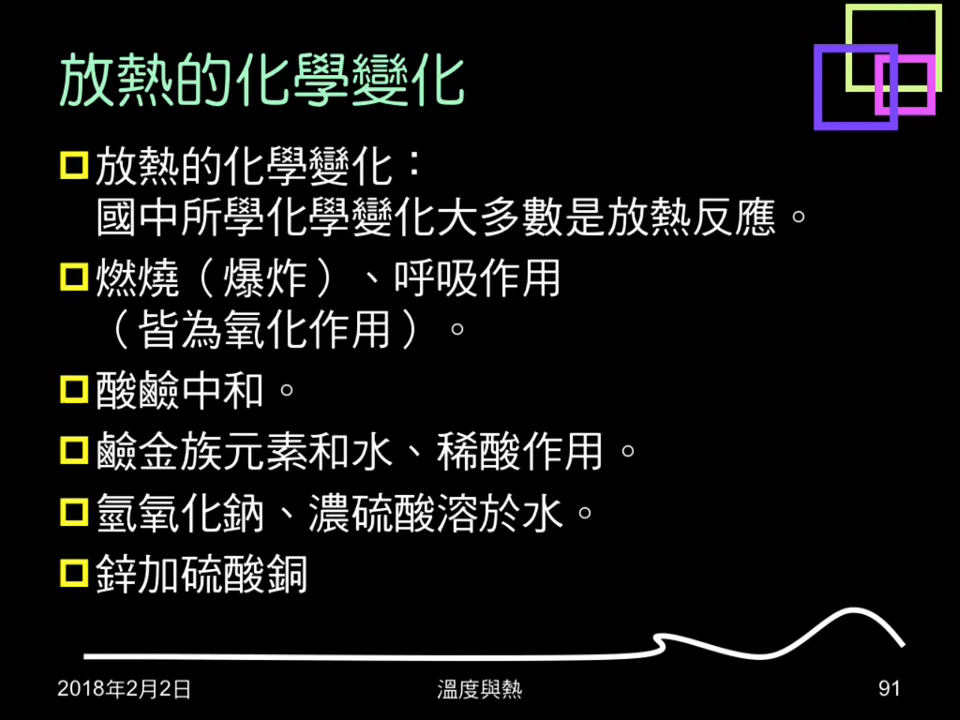 放熱的化學變化
放熱的化學變化：
國中所學化學變化大多數是放熱反應。
燃燒（爆炸）、呼吸作用
（皆為氧化作用）。
酸鹼中和。
鹼金族元素和水、稀酸作用。
氫氧化鈉、濃硫酸溶於水。
鋅加硫酸銅
2018年2月2日
溫度與熱
91